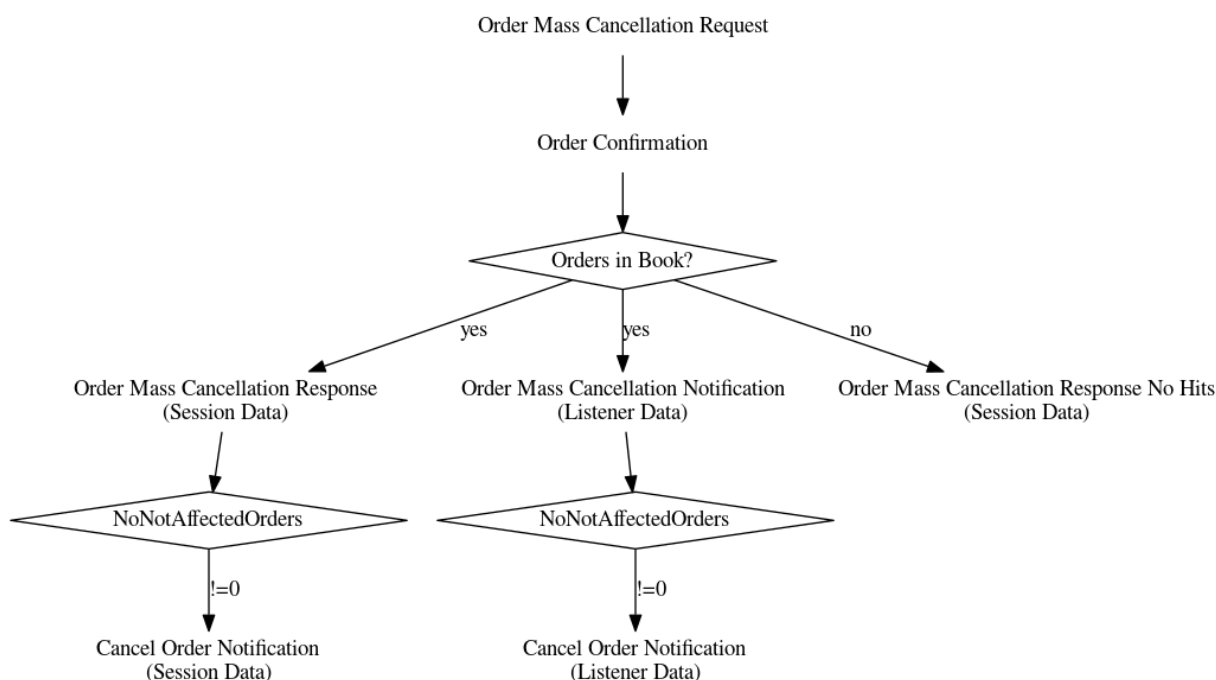 Order Mass Cancellation Request
Order Confirmation
Orders in Book?
yes
yes
no
Order Mass Cancellation Response
(Session Data)
Order Mass Cancellation Notification
(Listener Data)
Order Mass Cancellation Response No Hits
(Session Data)
NoNotAffectedOrders
NoNotAffectedOrders
!=0
!=0
Cancel Order Notification
(Session Data)
Cancel Order Notification
(Listener Data)